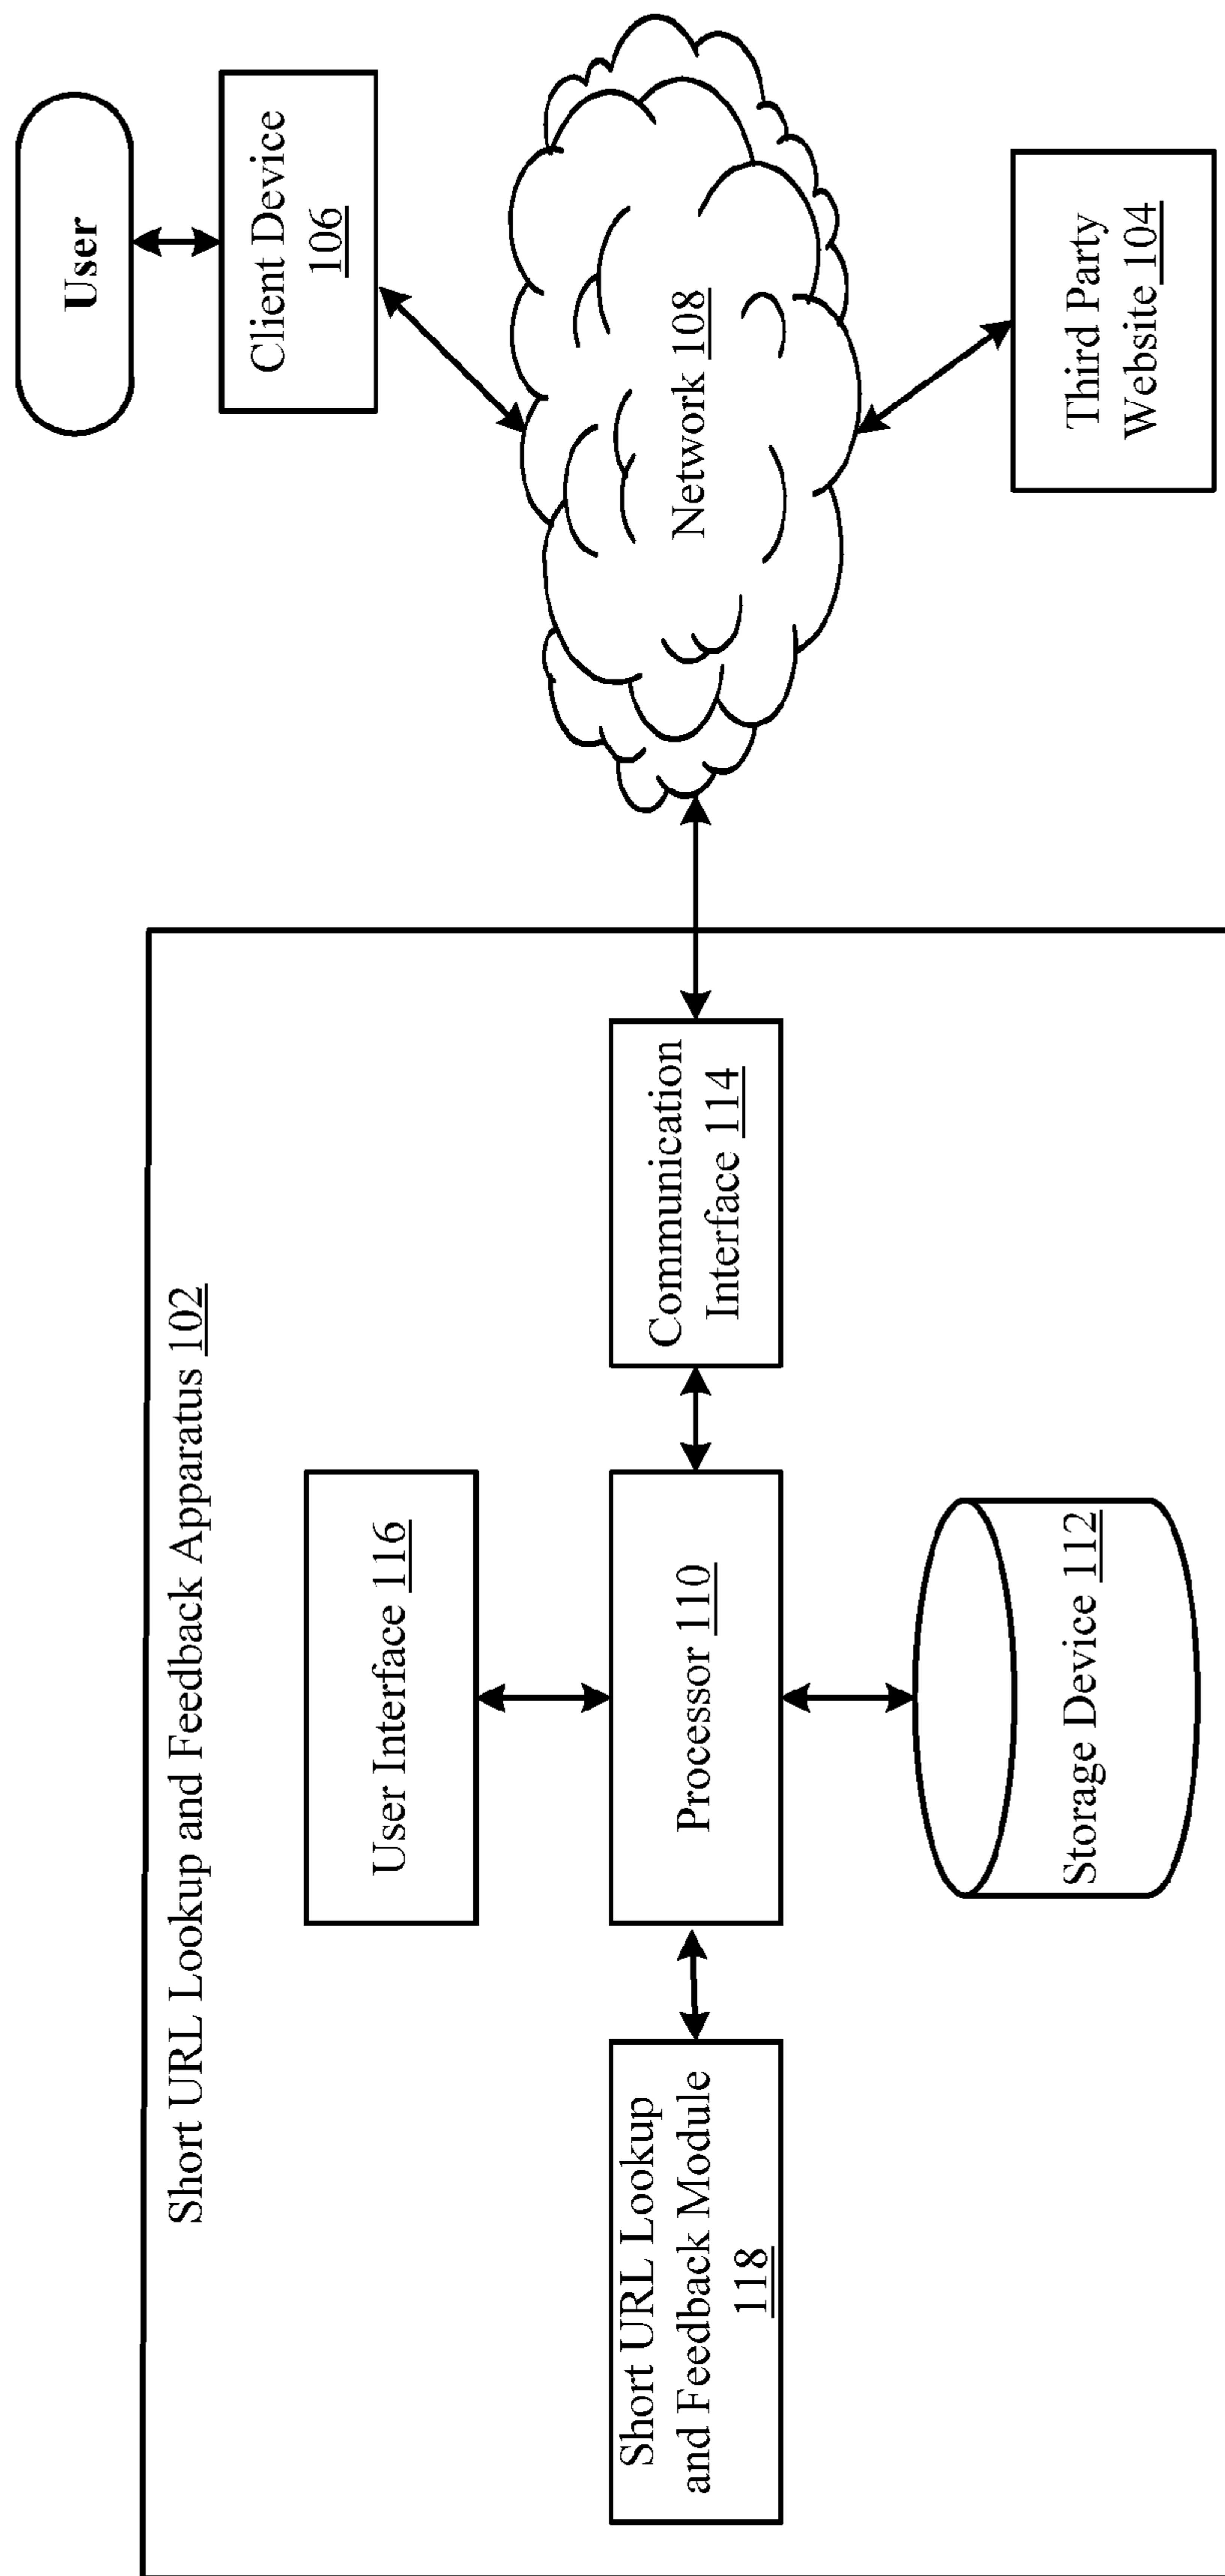 Short URL Lookup and Feedback Apparatus 102
User Interface 116
Short URL Lookup
and Feedback Module
118
Processor 110
Communication
Interface 114
Storage Device 112
User
Client Device
106
Network 108
Third Party
Website 104